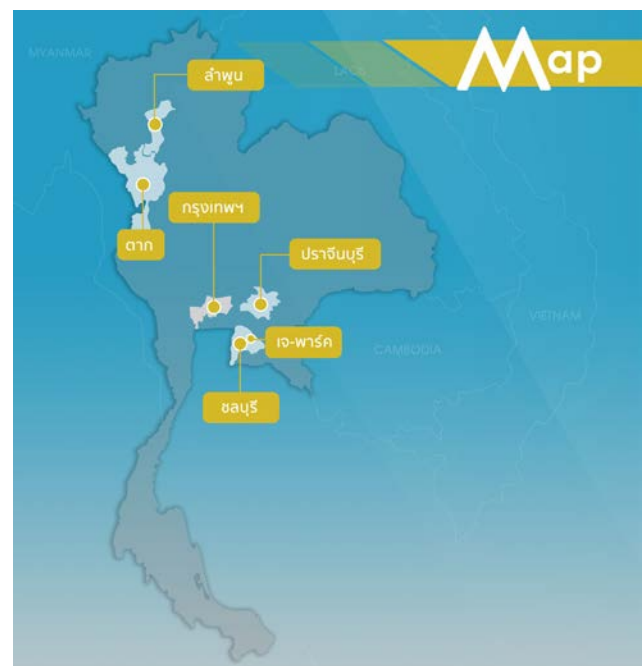 Map
MYANMAR
LAOS
ลำพูน
กรุงเทพฯ
ตาก
ปราจีนบุรี
VIETNAM
เจ-พาร์ค
CAMBODIA
ชลบุรี